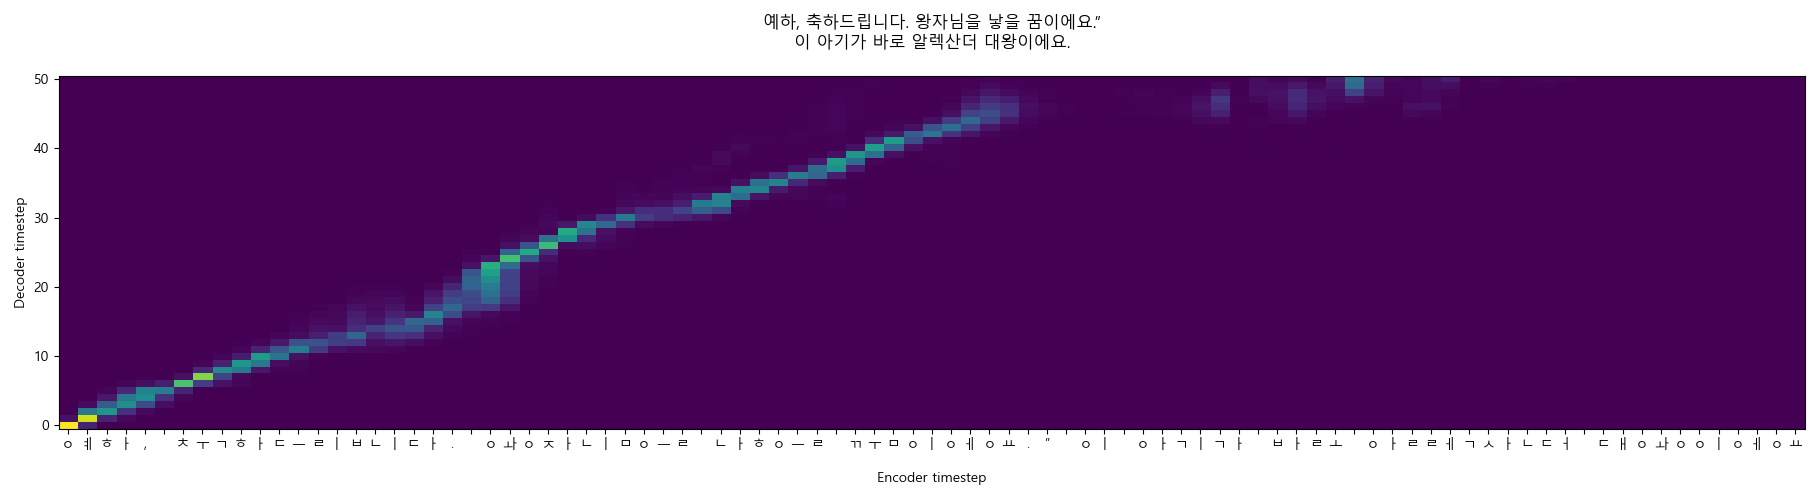 예하, 축하드립니다. 왕자님을 낳을 꿈이에요.”
이 아기가 바로 알렉산더 대왕이에요.
50
40
30
20
10
0
Decoder timestep
ㅇ ㅖ ㅎ ㅏ , ㅊ ㅜ ㄱ ㅎ ㅏ ㄷ ㅡ ㄹ ㅣ ㅂ ㄴ ㅣ ㄷ ㅏ . ㅇ ㅘ ㅇ ㅈ ㅏ ㄴ ㅣ ㅁ ㅇ ㅡ ㄹ ㄴ ㅏ ㅎ ㅇ ㅡ ㄹ ㄲ ㅜ ㅁ ㅇ ㅣ ㅇ ㅔ ㅇ ㅛ . ” ㅇ ㅣ ㅇ ㅏ ㄱ ㅣ ㄱ ㅏ ㅂ ㅏ ㄹ ㅗ ㅇ ㅏ ㄹ ㄹ ㅔ ㄱ ㅅ ㅏ ㄴ ㄷ ㅓ ㄷ ㅐ ㅇ ㅘ ㅇ ㅇ ㅣ ㅇ ㅔ ㅇ ㅛ
Encoder timestep